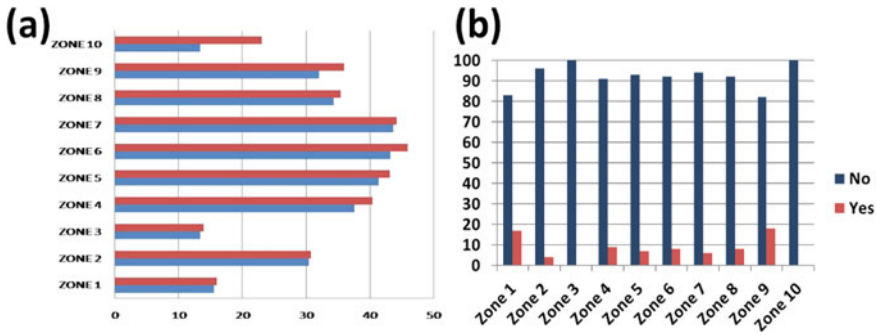 (a)
ZONE 10
ZONE 9
ZONE 8
ZONE 7
ZONE 6
ZONE 5
ZONE 4
ZONE 3
ZONE 2
ZONE 1
0 10 20 30 40 50
(b)
100
90
80
70
60
50
40
30
20
10
0
Zone 1 Zone 2 Zone 3 Zone 4 Zone 5 Zone 6 Zone 7 Zone 8 Zone 9 Zone 10
No
Yes